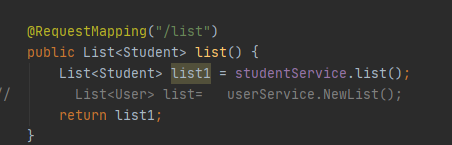 @RequestMapping("/list")
public List<Student> list() {
List<Student> list1 = studentService.list();
// List<User> list= userService.NewList();
return list1;
}